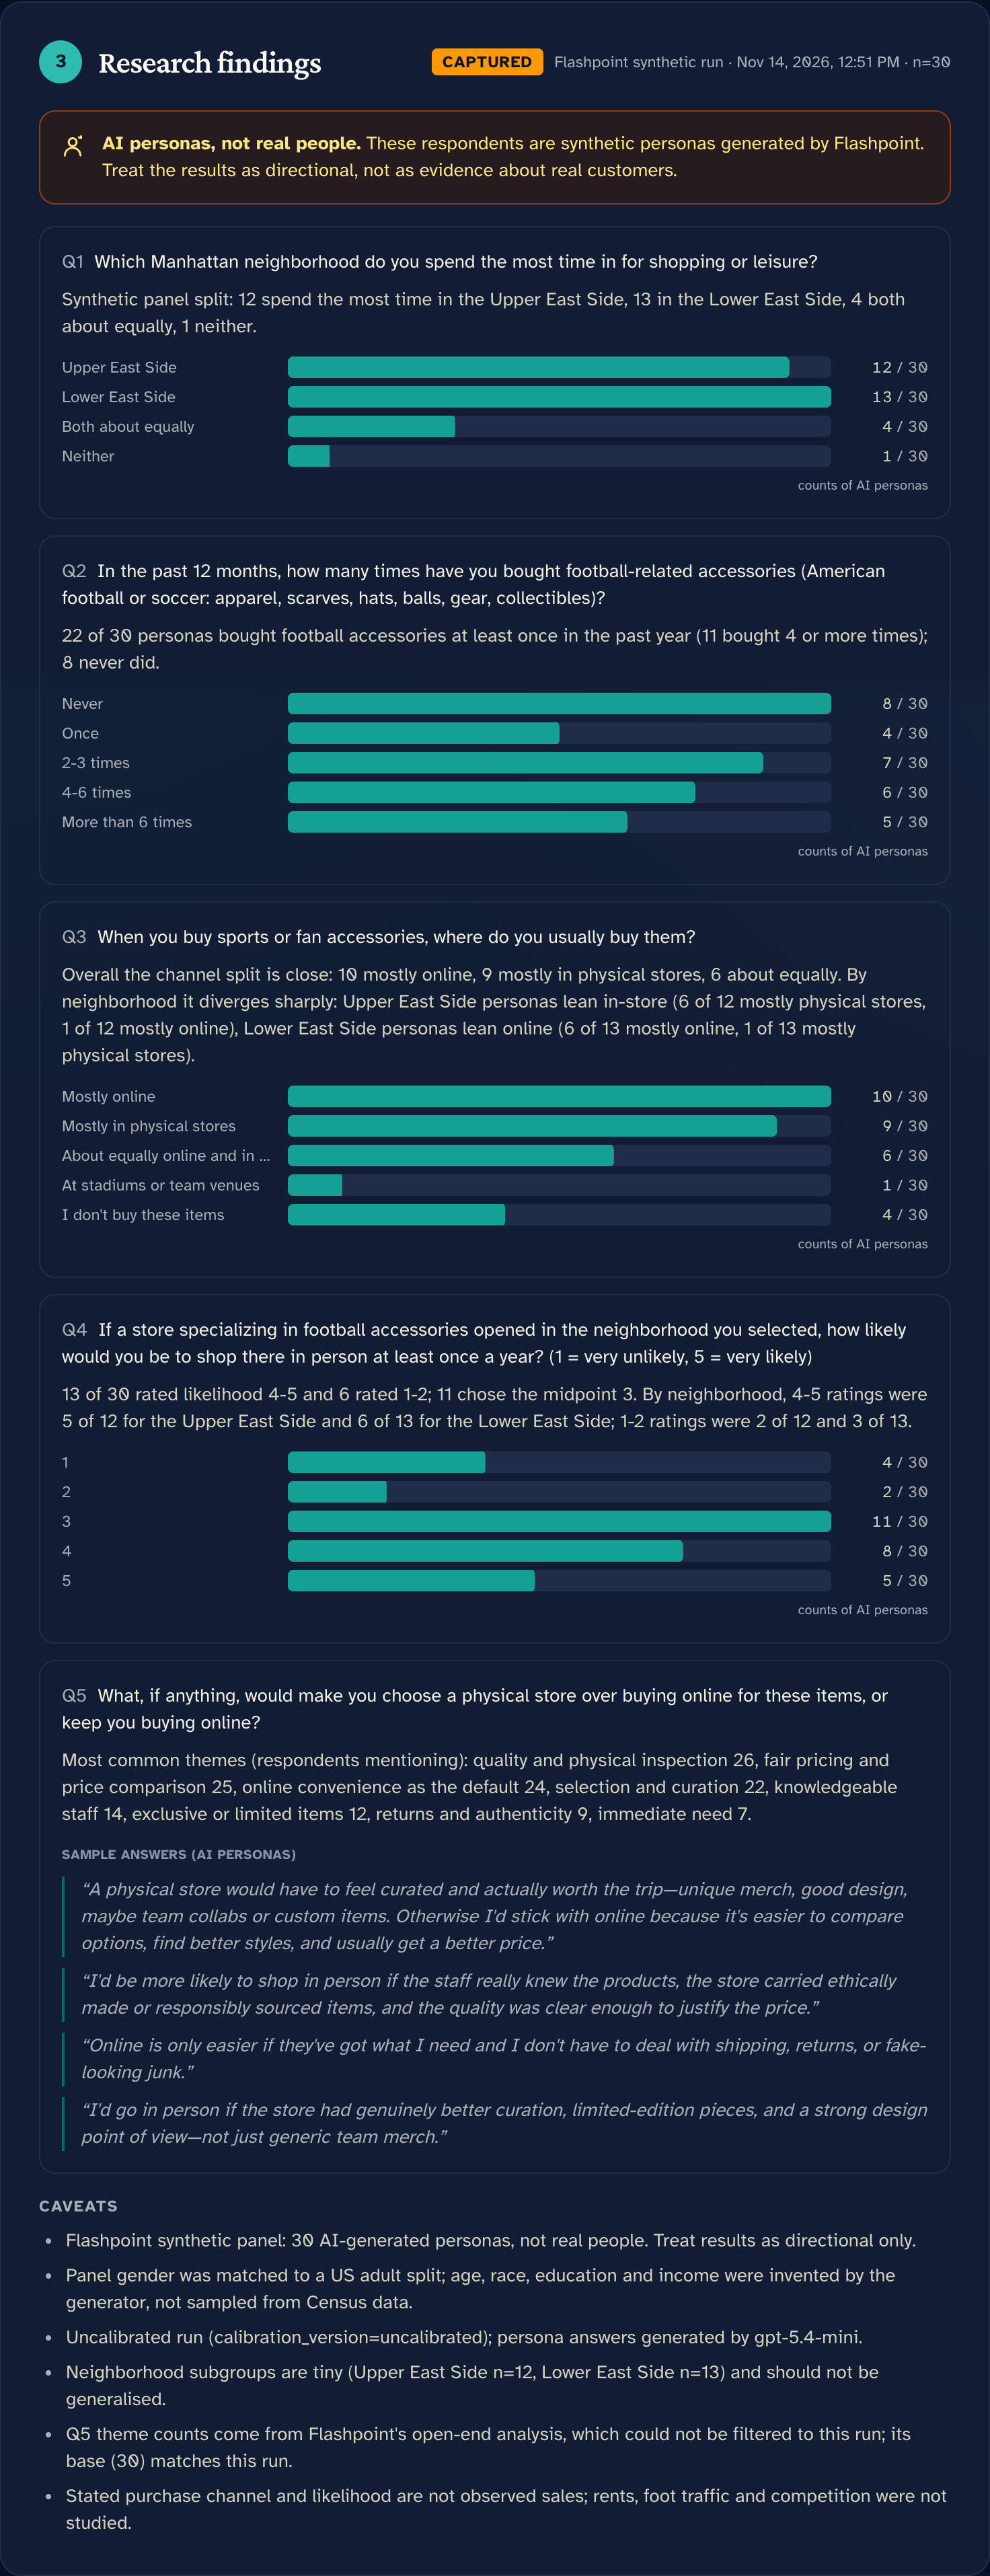 3 Research findings CAPTURED Flashpoint synthetic run · Nov 14, 2026, 12:51 PM · n=30
AI personas, not real people. These respondents are synthetic personas generated by Flashpoint.
Treat the results as directional, not as evidence about real customers.
Q1 Which Manhattan neighborhood do you spend the most time in for shopping or leisure?
Synthetic panel split: 12 spend the most time in the Upper East Side, 13 in the Lower East Side, 4 both
about equally, 1 neither.
Upper East Side 12 / 30
Lower East Side 13 / 30
Both about equally 4 / 30
Neither 1 / 30
counts of AI personas
Q2 In the past 12 months, how many times have you bought football-related accessories (American
football or soccer: apparel, scarves, hats, balls, gear, collectibles)?
22 of 30 personas bought football accessories at least once in the past year (11 bought 4 or more times);
8 never did.
Never 8 / 30
Once 4 / 30
2-3 times 7 / 30
4-6 times 6 / 30
More than 6 times 5 / 30
counts of AI personas
Q3 When you buy sports or fan accessories, where do you usually buy them?
Overall the channel split is close: 10 mostly online, 9 mostly in physical stores, 6 about equally. By
neighborhood it diverges sharply: Upper East Side personas lean in-store (6 of 12 mostly physical stores,
1 of 12 mostly online), Lower East Side personas lean online (6 of 13 mostly online, 1 of 13 mostly
physical stores).
Mostly online 10 / 30
Mostly in physical stores 9 / 30
About equally online and in ... 6 / 30
At stadiums or team venues 1 / 30
I don't buy these items 4 / 30
counts of AI personas
Q4 If a store specializing in football accessories opened in the neighborhood you selected, how likely
would you be to shop there in person at least once a year? (1 = very unlikely, 5 = very likely)
13 of 30 rated likelihood 4-5 and 6 rated 1-2; 11 chose the midpoint 3. By neighborhood, 4-5 ratings were
5 of 12 for the Upper East Side and 6 of 13 for the Lower East Side; 1-2 ratings were 2 of 12 and 3 of 13.
1 4 / 30
2 2 / 30
3 11 / 30
4 8 / 30
5 5 / 30
counts of AI personas
Q5 What, if anything, would make you choose a physical store over buying online for these items, or
keep you buying online?
Most common themes (respondents mentioning): quality and physical inspection 26, fair pricing and
price comparison 25, online convenience as the default 24, selection and curation 22, knowledgeable
staff 14, exclusive or limited items 12, returns and authenticity 9, immediate need 7.
SAMPLE ANSWERS (AI PERSONAS)
“A physical store would have to feel curated and actually worth the trip—unique merch, good design,
maybe team collabs or custom items. Otherwise I'd stick with online because it's easier to compare
options, find better styles, and usually get a better price.”
“I'd be more likely to shop in person if the staff really knew the products, the store carried ethically
made or responsibly sourced items, and the quality was clear enough to justify the price.”
“Online is only easier if they've got what I need and I don't have to deal with shipping, returns, or fake-
looking junk.”
“I'd go in person if the store had genuinely better curation, limited-edition pieces, and a strong design
point of view—not just generic team merch.”
CAVEATS
• Flashpoint synthetic panel: 30 AI-generated personas, not real people. Treat results as directional only.
• Panel gender was matched to a US adult split; age, race, education and income were invented by the
generator, not sampled from Census data.
• Uncalibrated run (calibration_version=uncalibrated); persona answers generated by gpt-5.4-mini.
• Neighborhood subgroups are tiny (Upper East Side n=12, Lower East Side n=13) and should not be
generalised.
• Q5 theme counts come from Flashpoint's open-end analysis, which could not be filtered to this run; its
base (30) matches this run.
• Stated purchase channel and likelihood are not observed sales; rents, foot traffic and competition were not
studied.